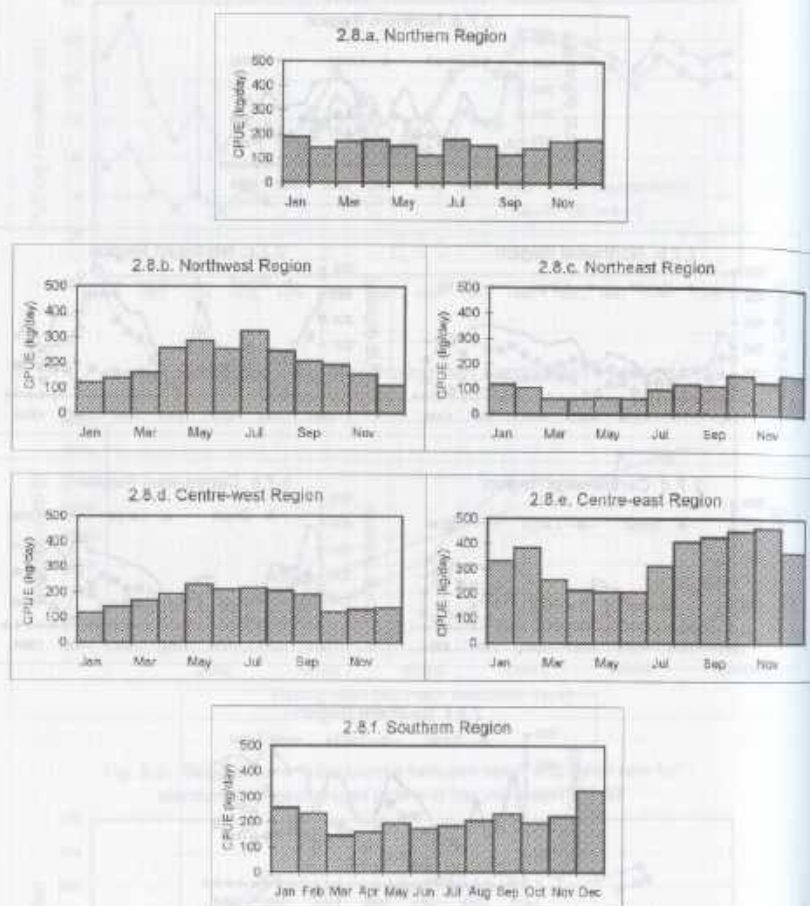 2.8.a. Northern Region
CPUE (kg/day)
500
400
300
200
100
0
Jan Mar May Jul Sep Nov
2.8.b. Northwest Region
CPUE (kg/day)
500
400
300
200
100
0
Jan Mar May Jul Sep Nov
2.8.c. Northeast Region
CPUE (kg/day)
500
400
300
200
100
0
Jan Mar May Jul Sep Nov
2.8.d. Centre-west Region
CPUE (kg/day)
500
400
300
200
100
0
Jan Mar May Jul Sep Nov
2.8.e. Centre-east Region
CPUE (kg/day)
500
400
300
200
100
0
Jan Mar May Jul Sep Nov
2.8.f. Southern Region
CPUE (kg/day)
500
400
300
200
100
0
Jan Feb Mar Apr May Jun Jul Aug Sep Oct Nov Dec